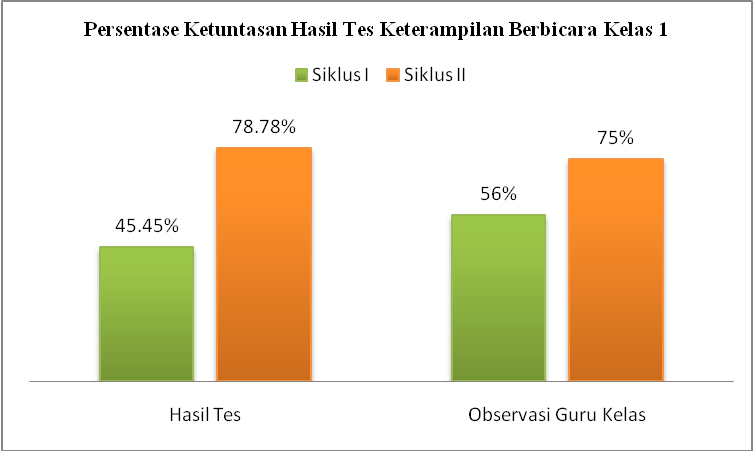 Persentase Ketuntasan Hasil Tes Keterampilan Berbicara Kelas 1
Siklus I Siklus II
78.78%
75%
56%
45.45%
Hasil Tes Observasi Guru Kelas